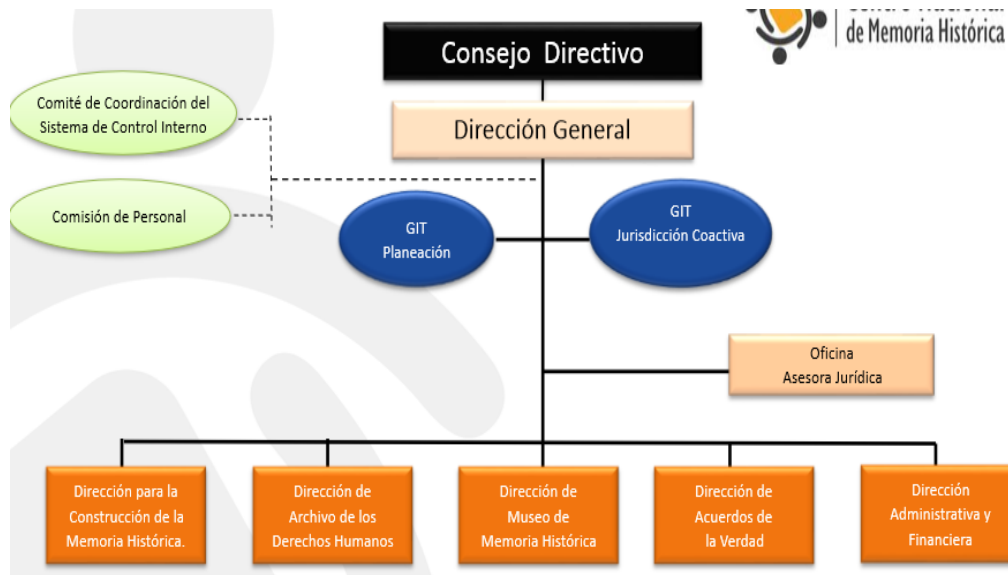 de Memoria Histórica
Consejo Directivo
Comité de Coordinación del
Sistema de Control Interno
Dirección General
Comisión de Personal
GIT
Planeación
GIT
Jurisdicción Coactiva
Oficina
Asesora Jurídica
Dirección para la
Construcción de la
Memoria Histórica.
Dirección de
Archivo de los
Derechos Humanos
Dirección de
Museo de
Memoria Histórica
Dirección de
Acuerdos de
la Verdad
Dirección
Administrativa y
Financiera